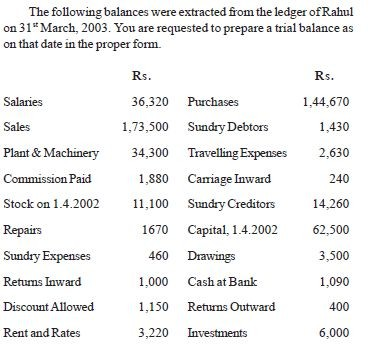 The following balances were extracted from the ledger of Rahul
on 31st March, 2003. You are requested to prepare a trial balance as
on that date in the proper form.
Rs. Rs.
Salaries 36,320 Purchases 1,44,670
Sales 1,73,500 Sundry Debtors 1,430
Plant & Machinery 34,300 Travelling Expenses 2,630
Commission Paid 1,880 Carriage Inward 240
Stock on 1.4.2002 11,100 Sundry Creditors 14,260
Repairs 1670 Capital, 1.4.2002 62,500
Sundry Expenses 460 Drawings 3,500
Returns Inward 1,000 Cash at Bank 1,090
Discount Allowed 1,150 Returns Outward 400
Rent and Rates 3,220 Investments 6,000